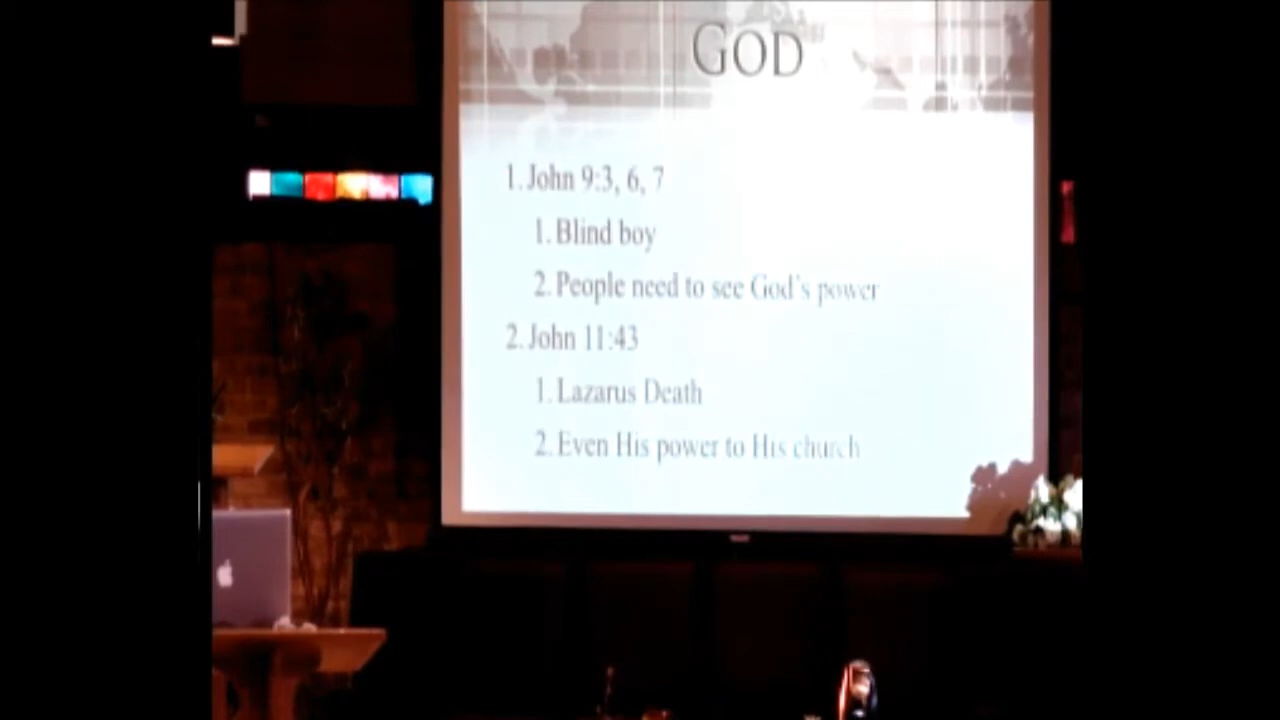 GOD
1. John 9:3, 6, 7
1. Blind boy
2. People need to see God's power
2. John 11:43
1. Lazarus Death
2. Even His power to His church